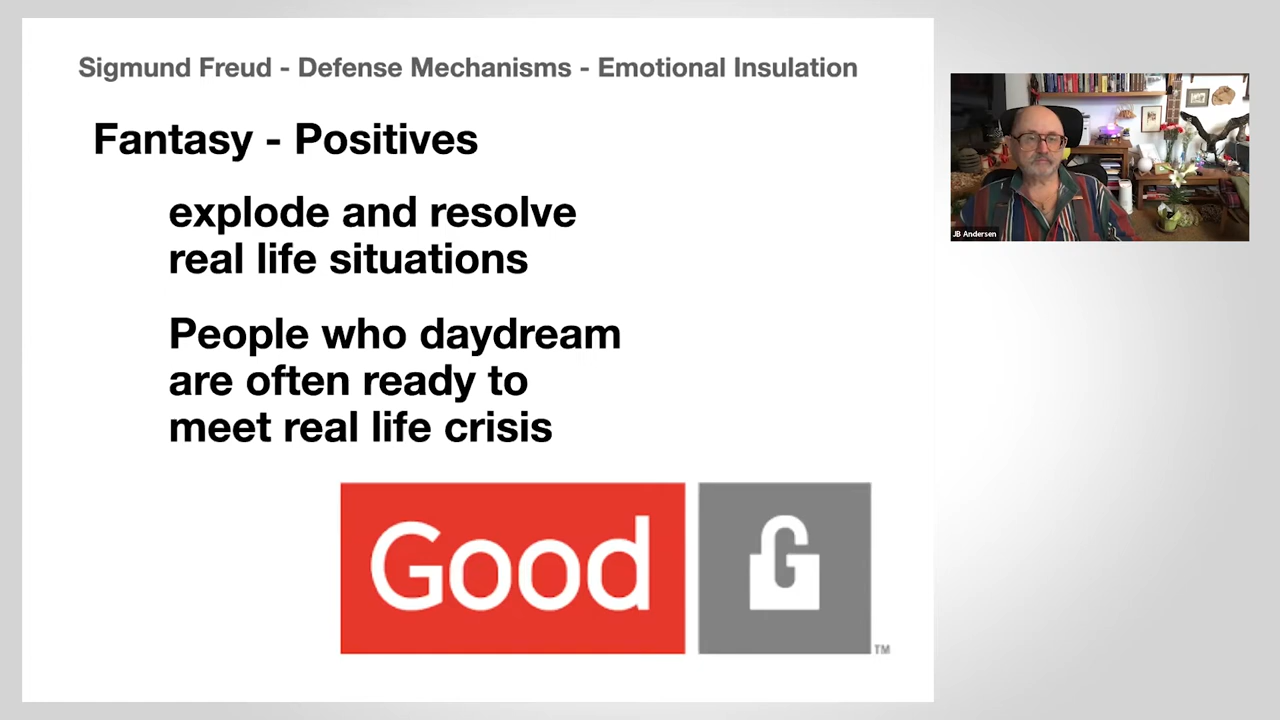 Sigmund Freud - Defense Mechanisms - Emotional Insulation
Fantasy - Positives
explode and resolve
real life situations
People who daydream
are often ready to
meet real life crisis
Good
G
TM
JB Andersen